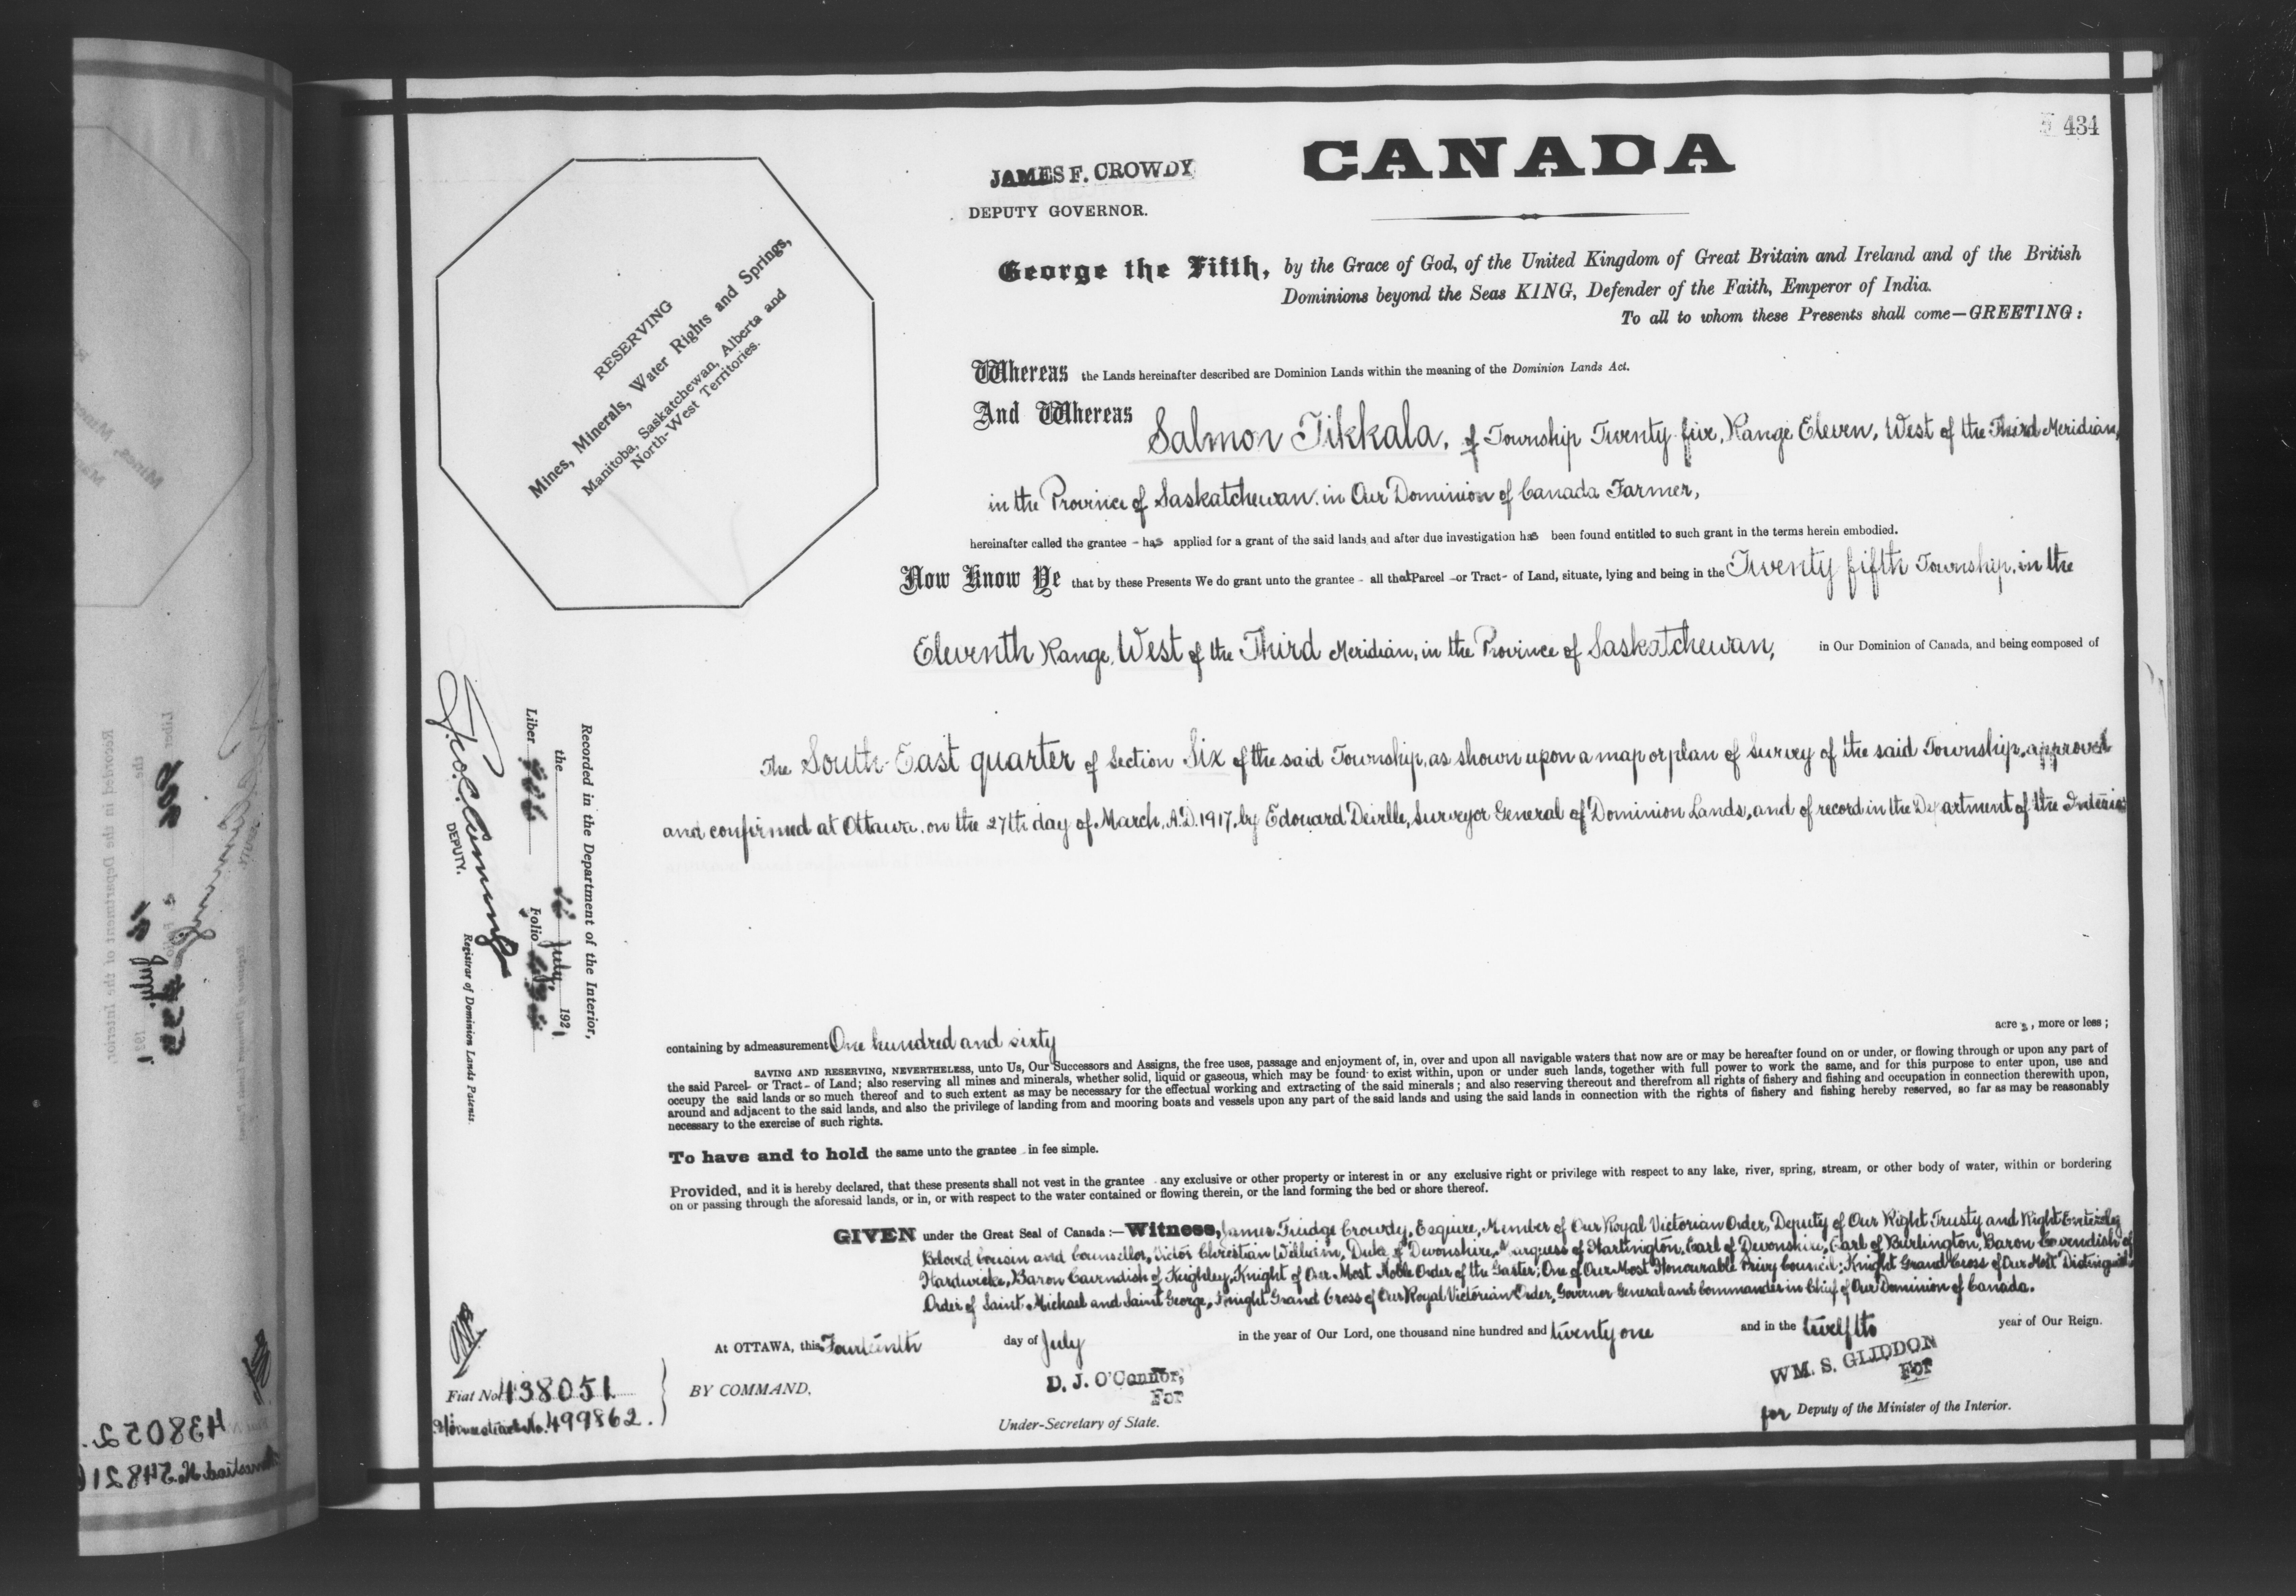 434
CANADA
JAMES F. CROWDY
DEPUTY GOVERNOR.
George the Fifth, by the Grace of God, of the United Kingdom of Great Britain and Ireland and of the British
Dominions beyond the Seas KING, Defender of the Faith, Emperor of India.
To all to whom these Presents shall come—GREETING:
RESERVING
Mines, Minerals, Water Rights and Springs,
Manitoba, Saskatchewan, Alberta and
North-West Territories.
Whereas the Lands hereinafter described are Dominion Lands within the meaning of the Dominion Lands Act.
And Whereas Salmon Tikkala, of Township Twenty five, Range Eleven, West of the Third Meridian,
in the Province of Saskatchewan, in Our Dominion of Canada Farmer,
hereinafter called the grantee - has applied for a grant of the said lands, and after due investigation has been found entitled to such grant in the terms herein embodied.
Now Know Ye that by these Presents We do grant unto the grantee - all that Parcel - or Tract - of Land, situate, lying and being in the Twenty fifth Township, in the
Eleventh Range, West of the Third Meridian, in the Province of Saskatchewan, in Our Dominion of Canada, and being composed of
The South-East quarter of Section Six of the said Township, as shown upon a map or plan of survey of the said Township, approved
and confirmed at Ottawa, on the 27th day of March, A.D. 1917, by Edouard Deville, Surveyor General of Dominion Lands, and of record in the Department of the Interior
Recorded in the Department of the Interior,
the July, 1921
Liber Folio
DEPUTY.
Registrar of Dominion Lands Patents.
containing by admeasurement One hundred and sixty acres, more or less;
SAVING AND RESERVING, NEVERTHELESS, unto Us, Our Successors and Assigns, the free uses, passage and enjoyment of, in, over and upon all navigable waters that now are or may be hereafter found on or under, or flowing through or upon any part of
the said Parcel- or Tract- of Land; also reserving all mines and minerals, whether solid, liquid or gaseous, which may be found to exist within, upon or under such lands, together with full power to work the same, and for this purpose to enter upon, use and
occupy the said lands or so much thereof and to such extent as may be necessary for the effectual working and extracting of the said minerals; and also reserving thereout and therefrom all rights of fishery and fishing and occupation in connection therewith upon,
around and adjacent to the said lands, and also the privilege of landing from and mooring boats and vessels upon any part of the said lands and using the said lands in connection with the rights of fishery and fishing hereby reserved, so far as may be reasonably
necessary to the exercise of such rights.
To have and to hold the same unto the grantee - in fee simple.
Provided, and it is hereby declared, that these presents shall not vest in the grantee - any exclusive or other property or interest in or any exclusive right or privilege with respect to any lake, river, spring, stream, or other body of water, within or bordering
on or passing through the aforesaid lands, or in, or with respect to the water contained or flowing therein, or the land forming the bed or shore thereof.
GIVEN under the Great Seal of Canada:—Witness, James Fridge Crowdy, Esquire, Member of Our Royal Victorian Order, Deputy of Our Right Trusty and Right Entirely
Beloved Cousin and Counsellor, Victor Christian William, Duke of Devonshire, Marquess of Hartington, Earl of Devonshire, Earl of Burlington, Baron Cavendish of
Hardwicke, Baron Cavendish of Keighley, Knight of Our Most Noble Order of the Garter; One of Our Most Honourable Privy Council; Knight Grand Cross of Our Most Distinguished
Order of Saint Michael and Saint George, Knight Grand Cross of Our Royal Victorian Order, Governor General and Commander in Chief of Our Dominion of Canada.
At OTTAWA, this Fourteenth day of July in the year of Our Lord, one thousand nine hundred and twenty one and in the twelfth year of Our Reign.
Fiat No. 438051
Homestead No. 499862.
BY COMMAND,
D. J. O'Connor,
For
Under-Secretary of State.
WM. S. GLIDDON
For
for Deputy of the Minister of the Interior.